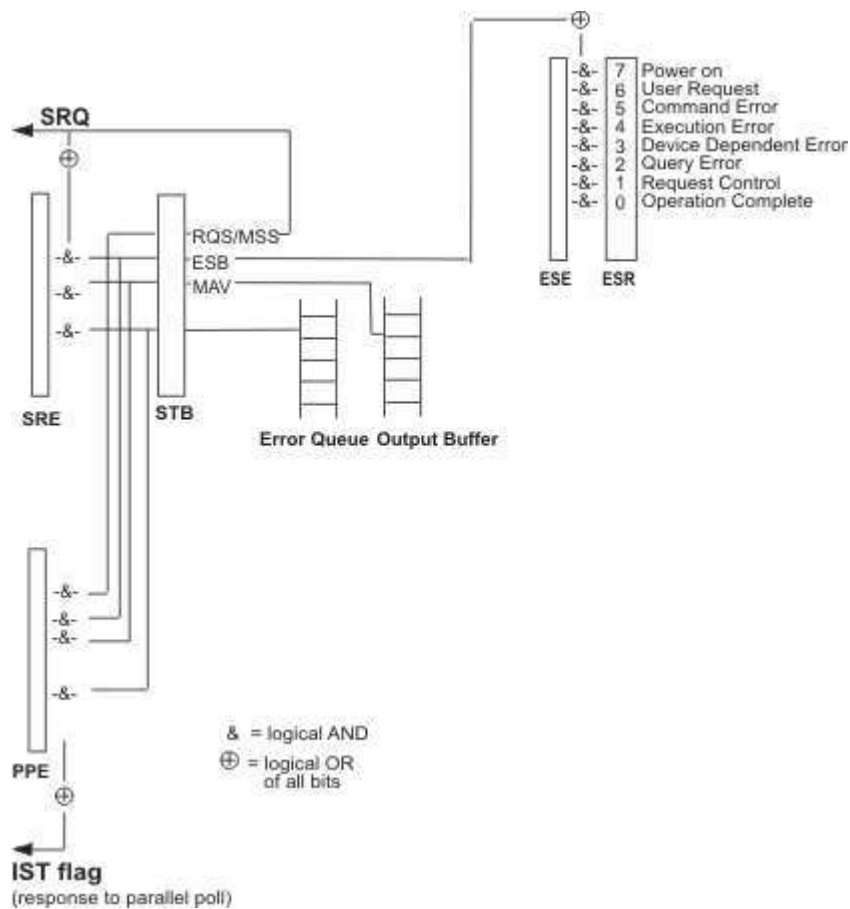 -&- 7 Power on
-&- 6 User Request
-&- 5 Command Error
-&- 4 Execution Error
-&- 3 Device Dependent Error
-&- 2 Query Error
-&- 1 Request Control
-&- 0 Operation Complete
ESE ESR
SRQ
RQS/MSS
-&- ESB
-&- MAV
-&-
SRE STB
Error Queue Output Buffer
-&-
-&-
-&-
-&-
PPE
& = logical AND
⊕ = logical OR
of all bits
IST flag
(response to parallel poll)